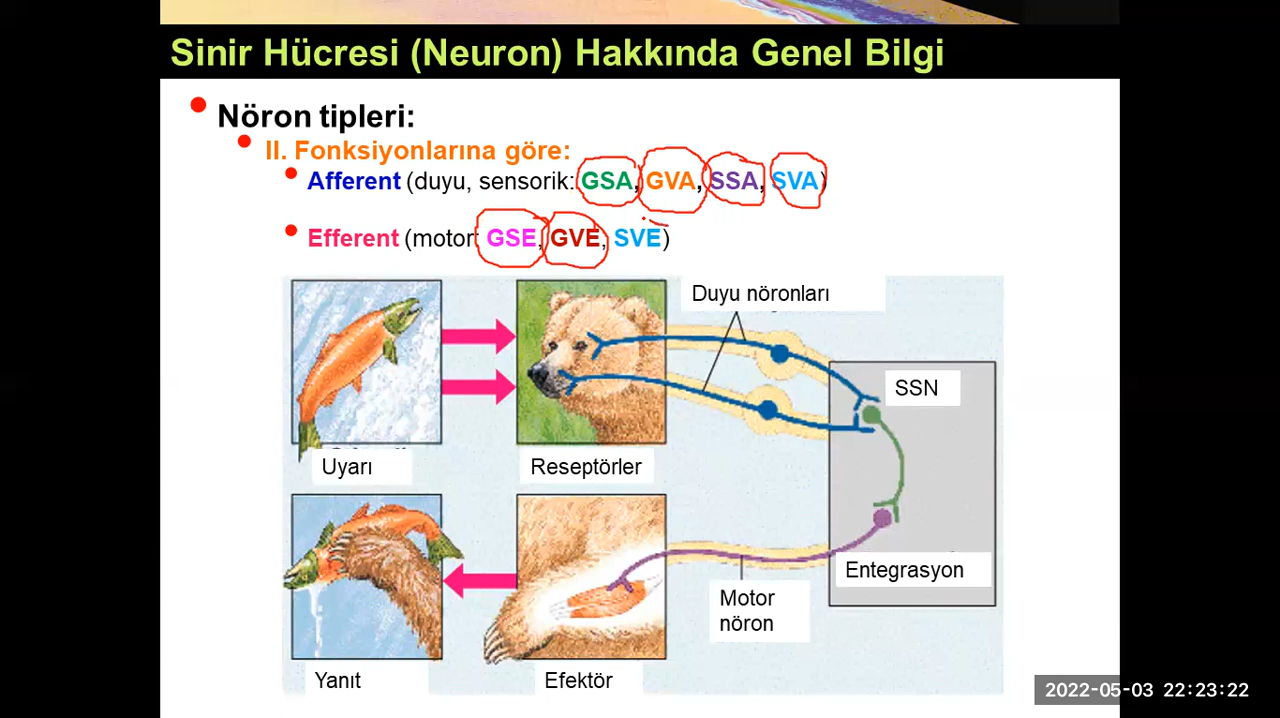 Sinir Hücresi (Neuron) Hakkında Genel Bilgi
Nöron tipleri:
II. Fonksiyonlarına göre:
Afferent (duyu, sensorik: GSA, GVA, SSA, SVA)
Efferent (motor: GSE, GVE, SVE)
Duyu nöronları
SSN
Uyarı
Reseptörler
Entegrasyon
Motor
nöron
Yanıt
Efektör
2022-05-03 22:23:22